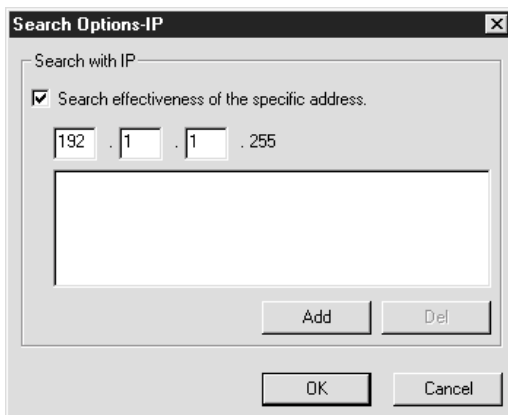 Search Options-IP
Search with IP
Search effectiveness of the specific address.
192 . 1 . 1 . 255
Add Del
OK Cancel